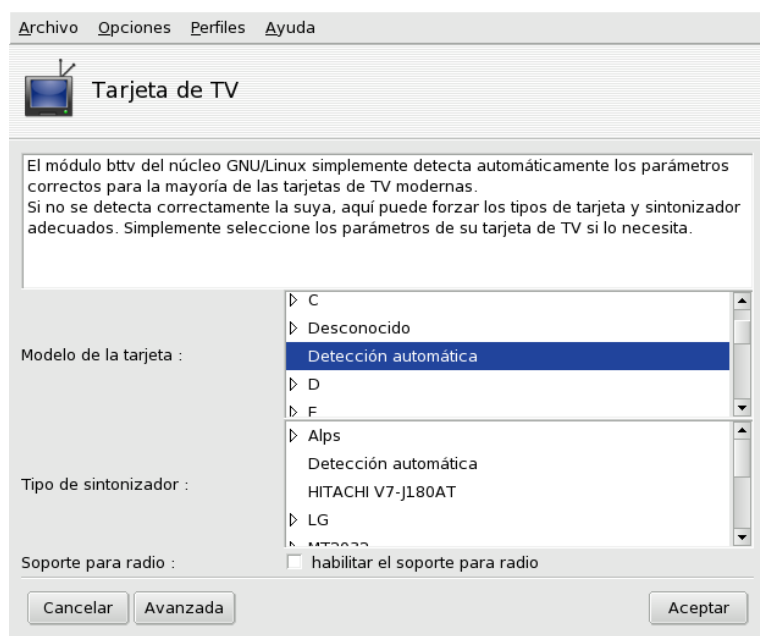 Archivo Opciones Perfiles Ayuda
Tarjeta de TV
El módulo bttv del núcleo GNU/Linux simplemente detecta automáticamente los parámetros
correctos para la mayoría de las tarjetas de TV modernas.
Si no se detecta correctamente la suya, aquí puede forzar los tipos de tarjeta y sintonizador
adecuados. Simplemente seleccione los parámetros de su tarjeta de TV si lo necesita.
Modelo de la tarjeta :
C
Desconocido
Detección automática
D
Tipo de sintonizador :
Alps
Detección automática
HITACHI V7-J180AT
LG
MT2032
Soporte para radio :
habilitar el soporte para radio
Cancelar Avanzada Aceptar